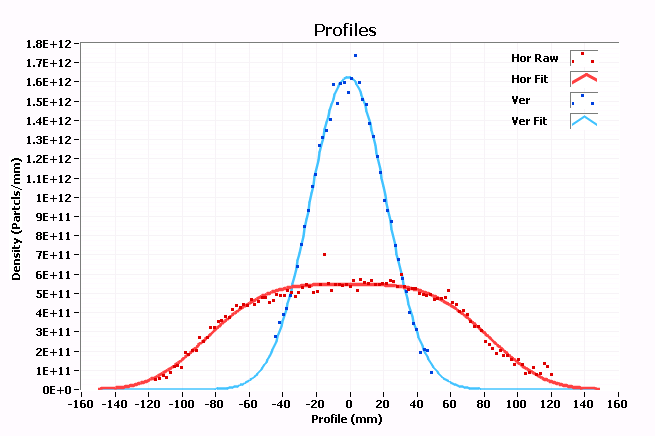 Profiles
1.8E+12
1.7E+12
1.6E+12
1.5E+12
1.4E+12
1.3E+12
1.2E+12
1.1E+12
1E+12
9E+11
8E+11
7E+11
6E+11
5E+11
4E+11
3E+11
2E+11
1E+11
0E+0
Density (Partcls/mm)
Hor Raw
Hor Fit
Ver
Ver Fit
-160 -140 -120 -100 -80 -60 -40 -20 0 20 40 60 80 100 120 140 160
Profile (mm)